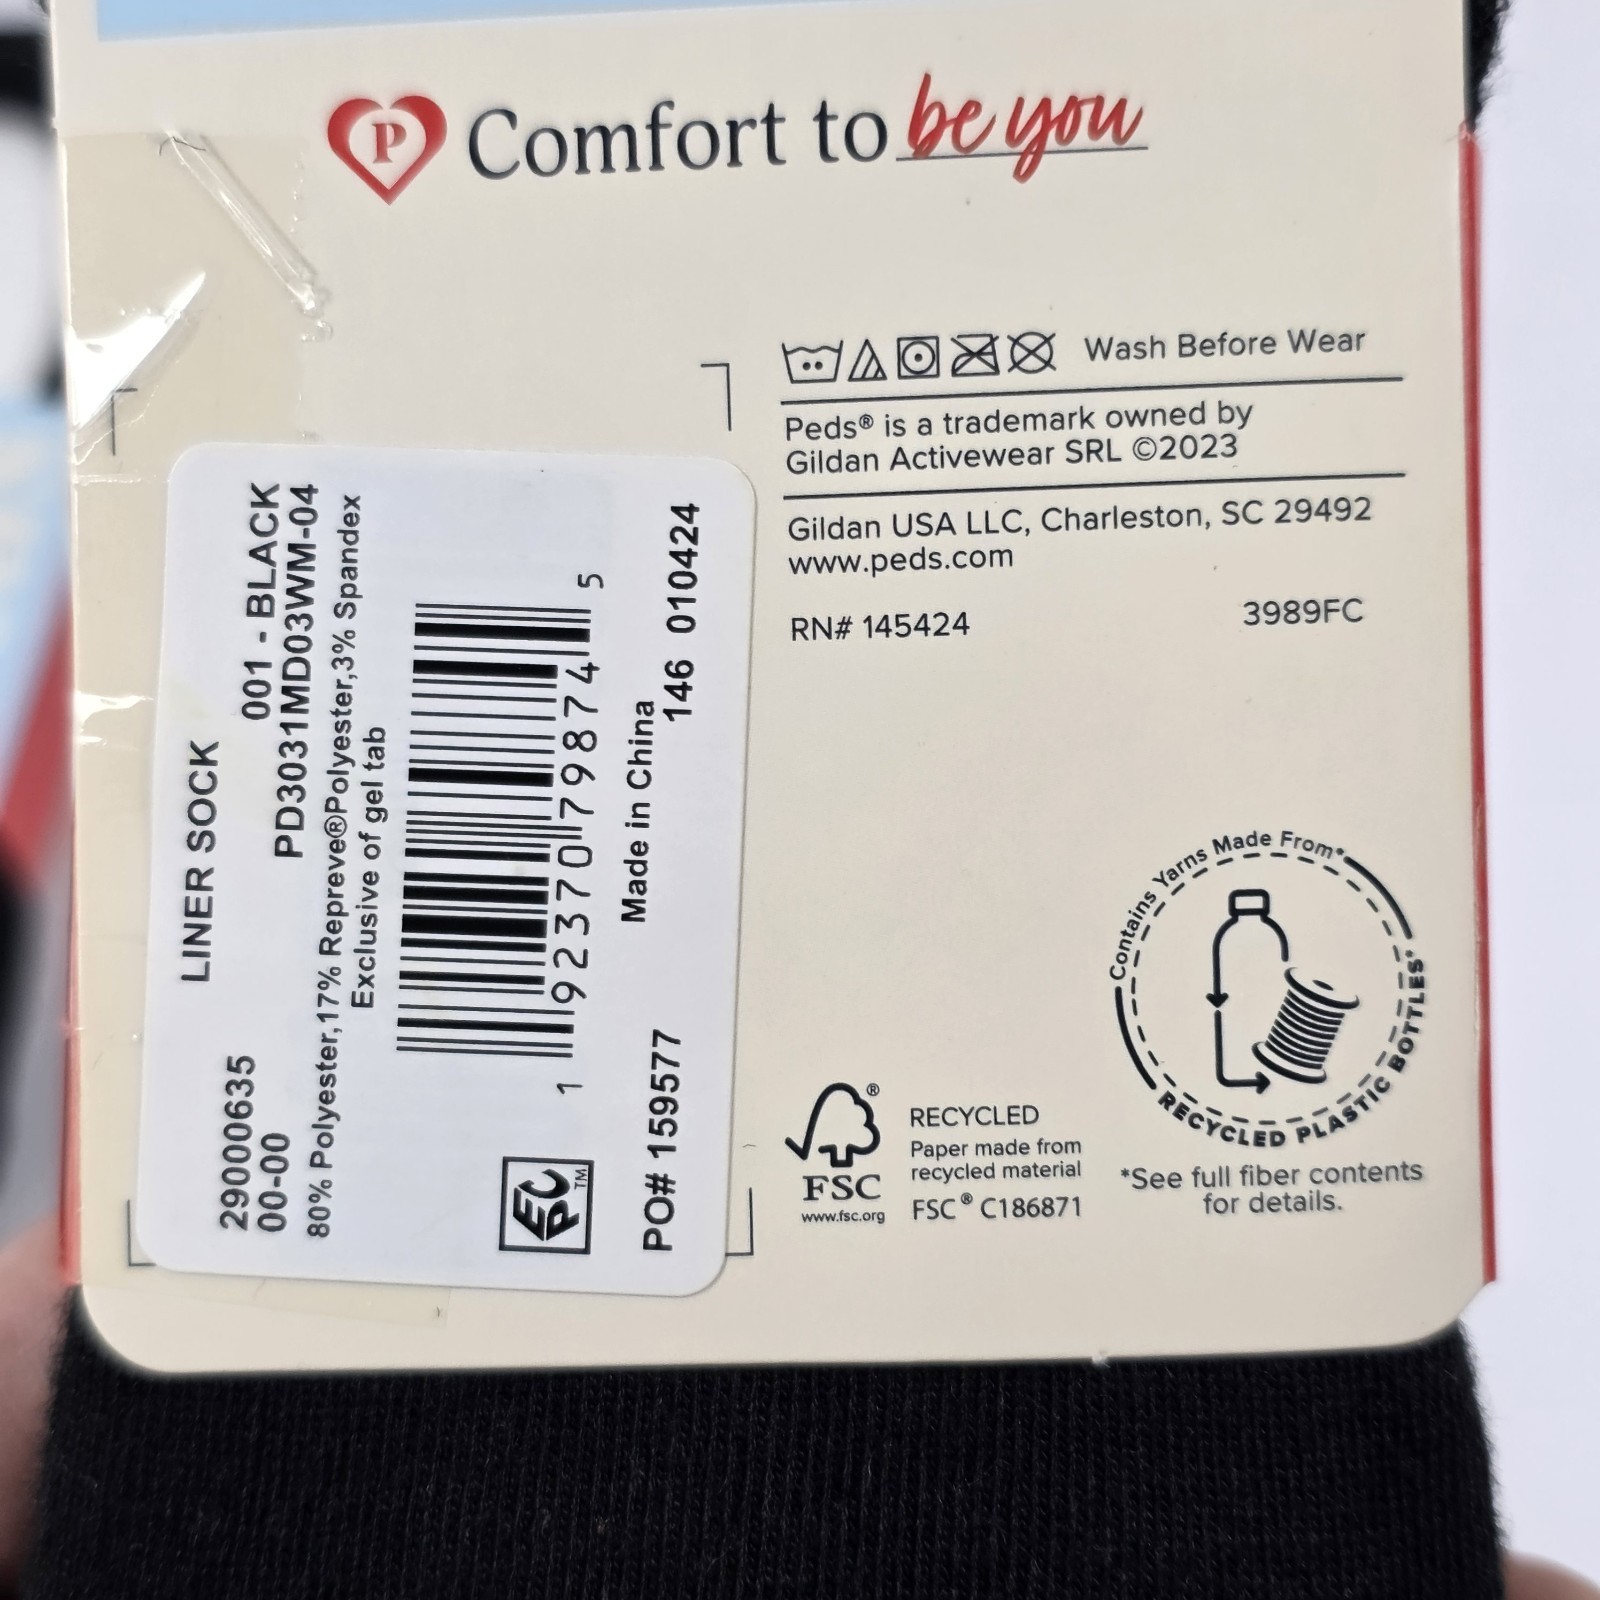 P Comfort to be you
Wash Before Wear
Peds® is a trademark owned by
Gildan Activewear SRL ©2023
Gildan USA LLC, Charleston, SC 29492
www.peds.com
RN# 145424 3989FC
LINER SOCK
29000635 001 - BLACK
00-00 PD3031MD03WM-04
80% Polyester,17% Repreve®Polyester,3% Spandex
Exclusive of gel tab
1 92370 79874 5
EPC™
Made in China
PO# 159577 146 010424
Contains Yarns Made From*
RECYCLED PLASTIC BOTTLES*
*See full fiber contents
for details.
®
FSC
www.fsc.org
RECYCLED
Paper made from
recycled material
FSC® C186871